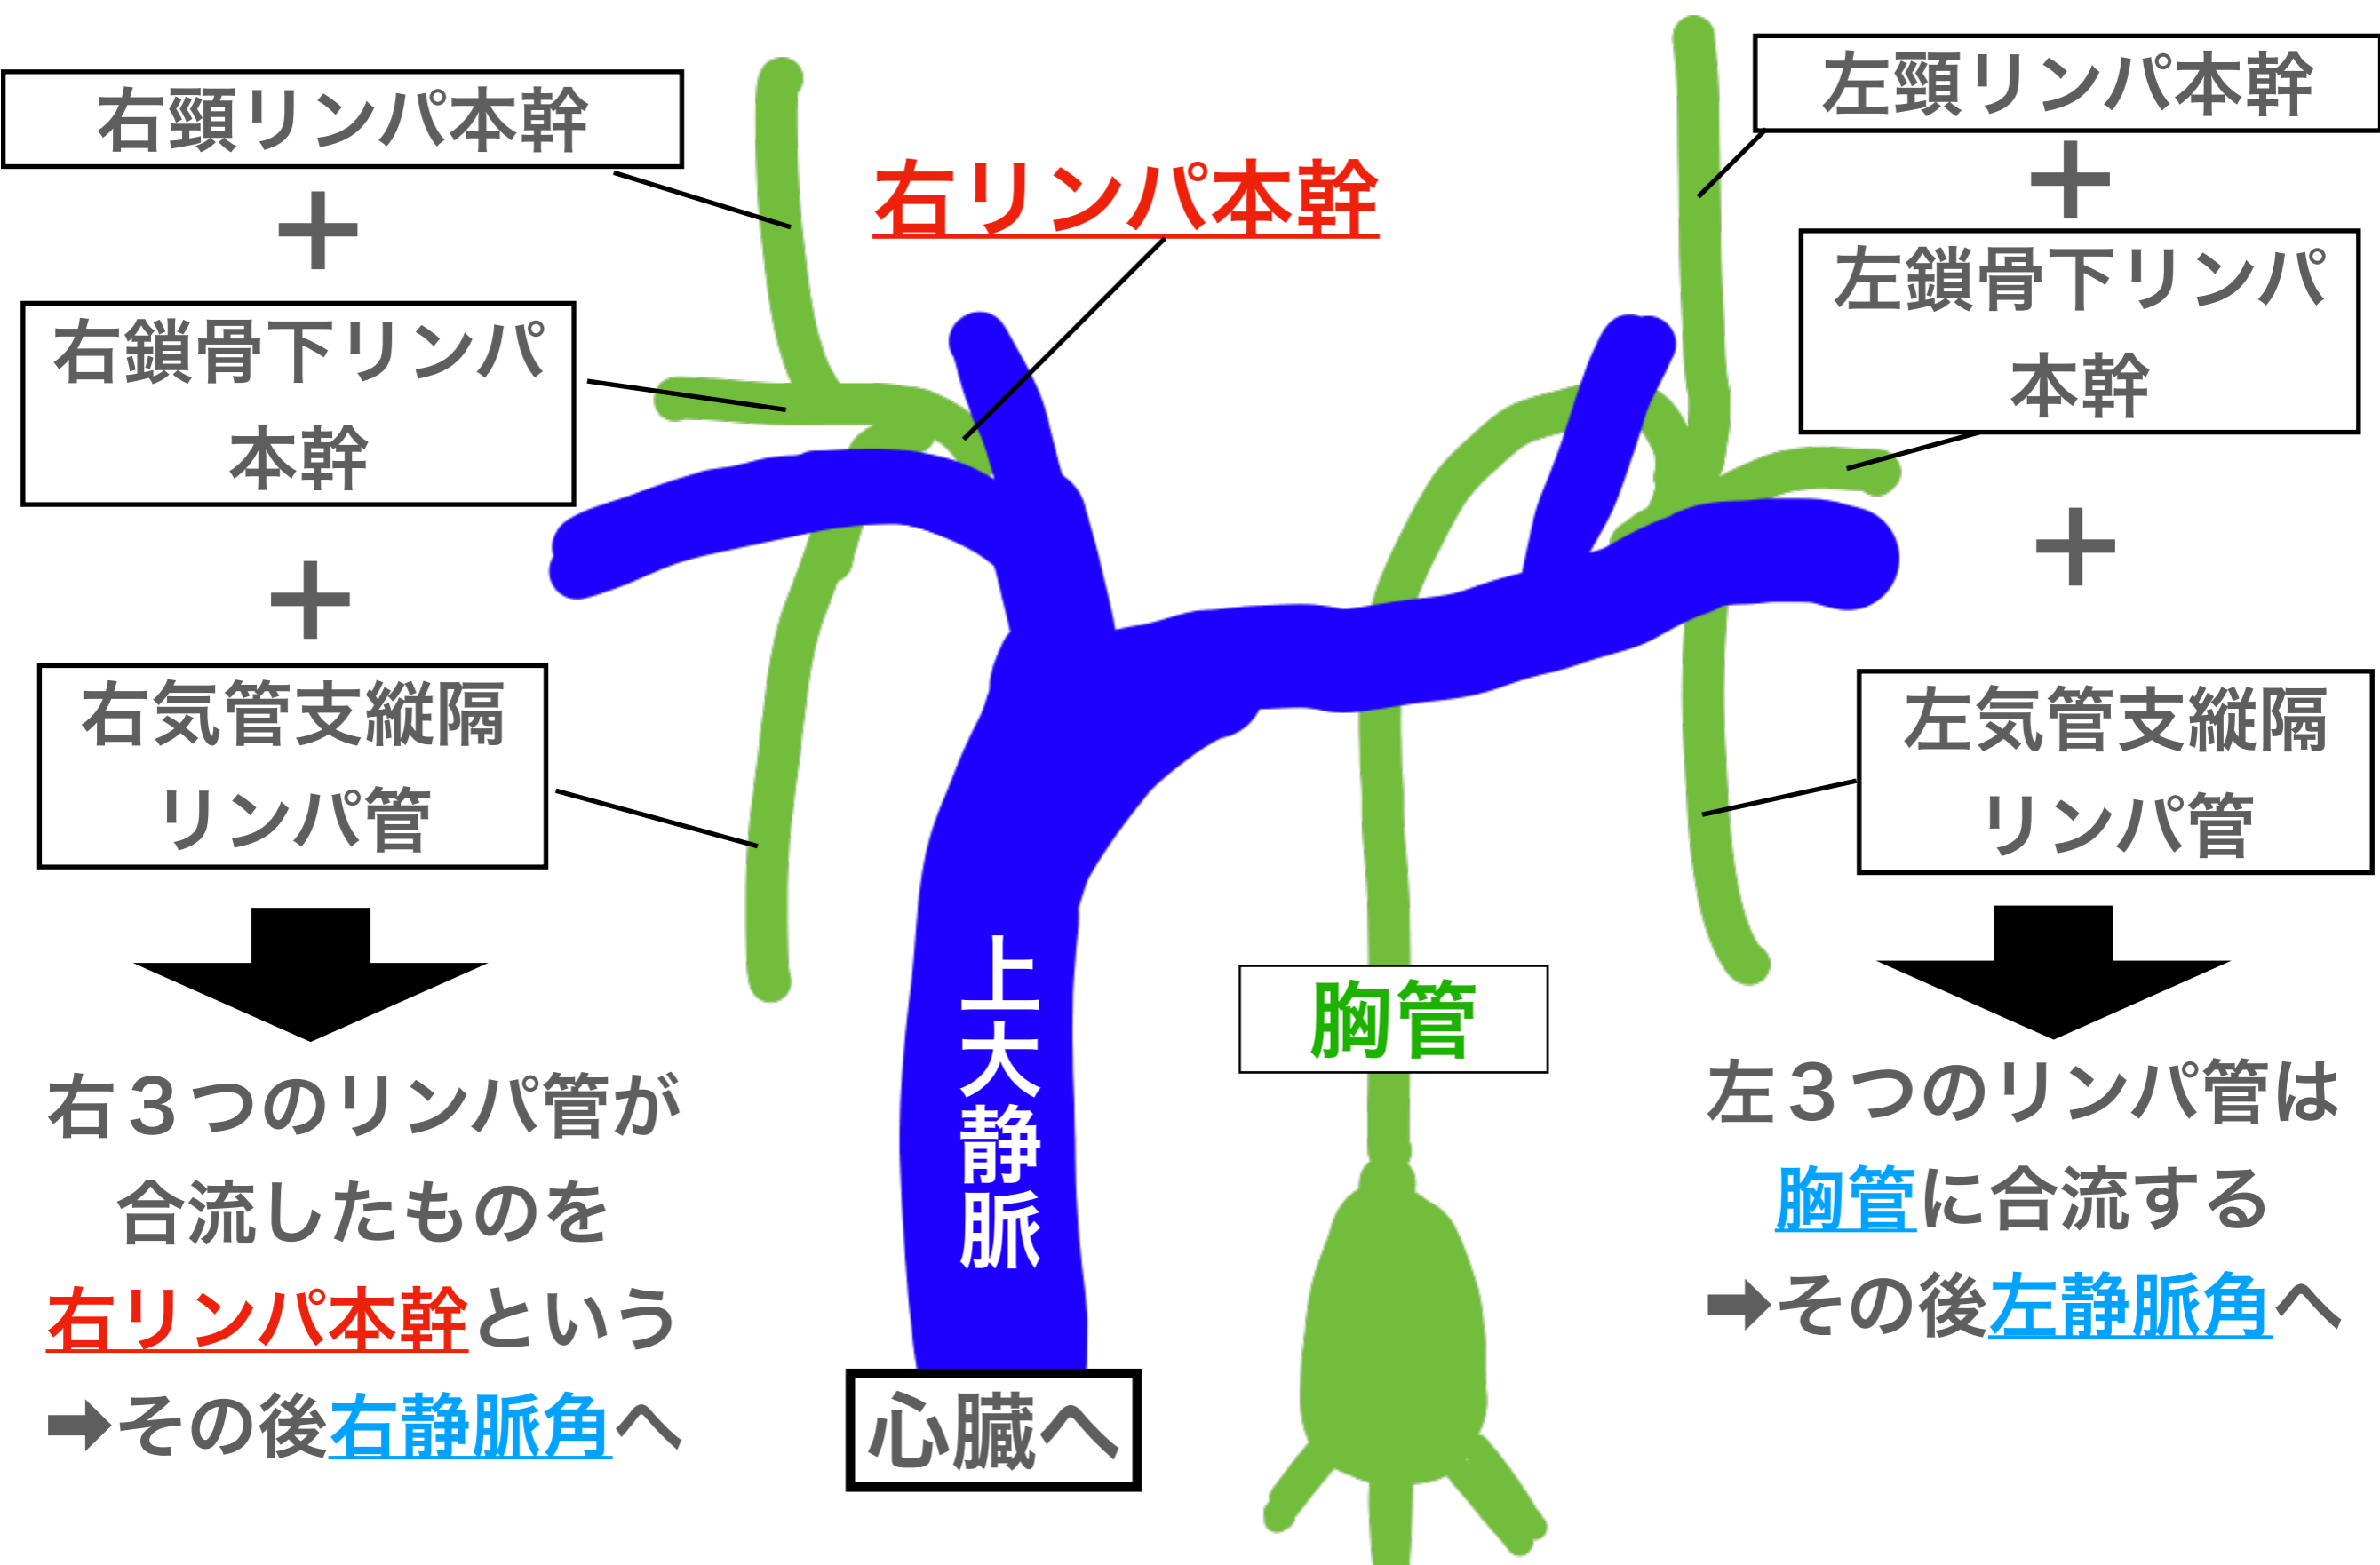 右頚リンパ本幹
＋
右鎖骨下リンパ
本幹
＋
右気管支縦隔
リンパ管
右３つのリンパ管が
合流したものを
右リンパ本幹という
➡その後右静脈角へ
右リンパ本幹
上大静脈
心臓へ
胸管
左頚リンパ本幹
＋
左鎖骨下リンパ
本幹
＋
左気管支縦隔
リンパ管
左３つのリンパ管は
胸管に合流する
➡その後左静脈角へ